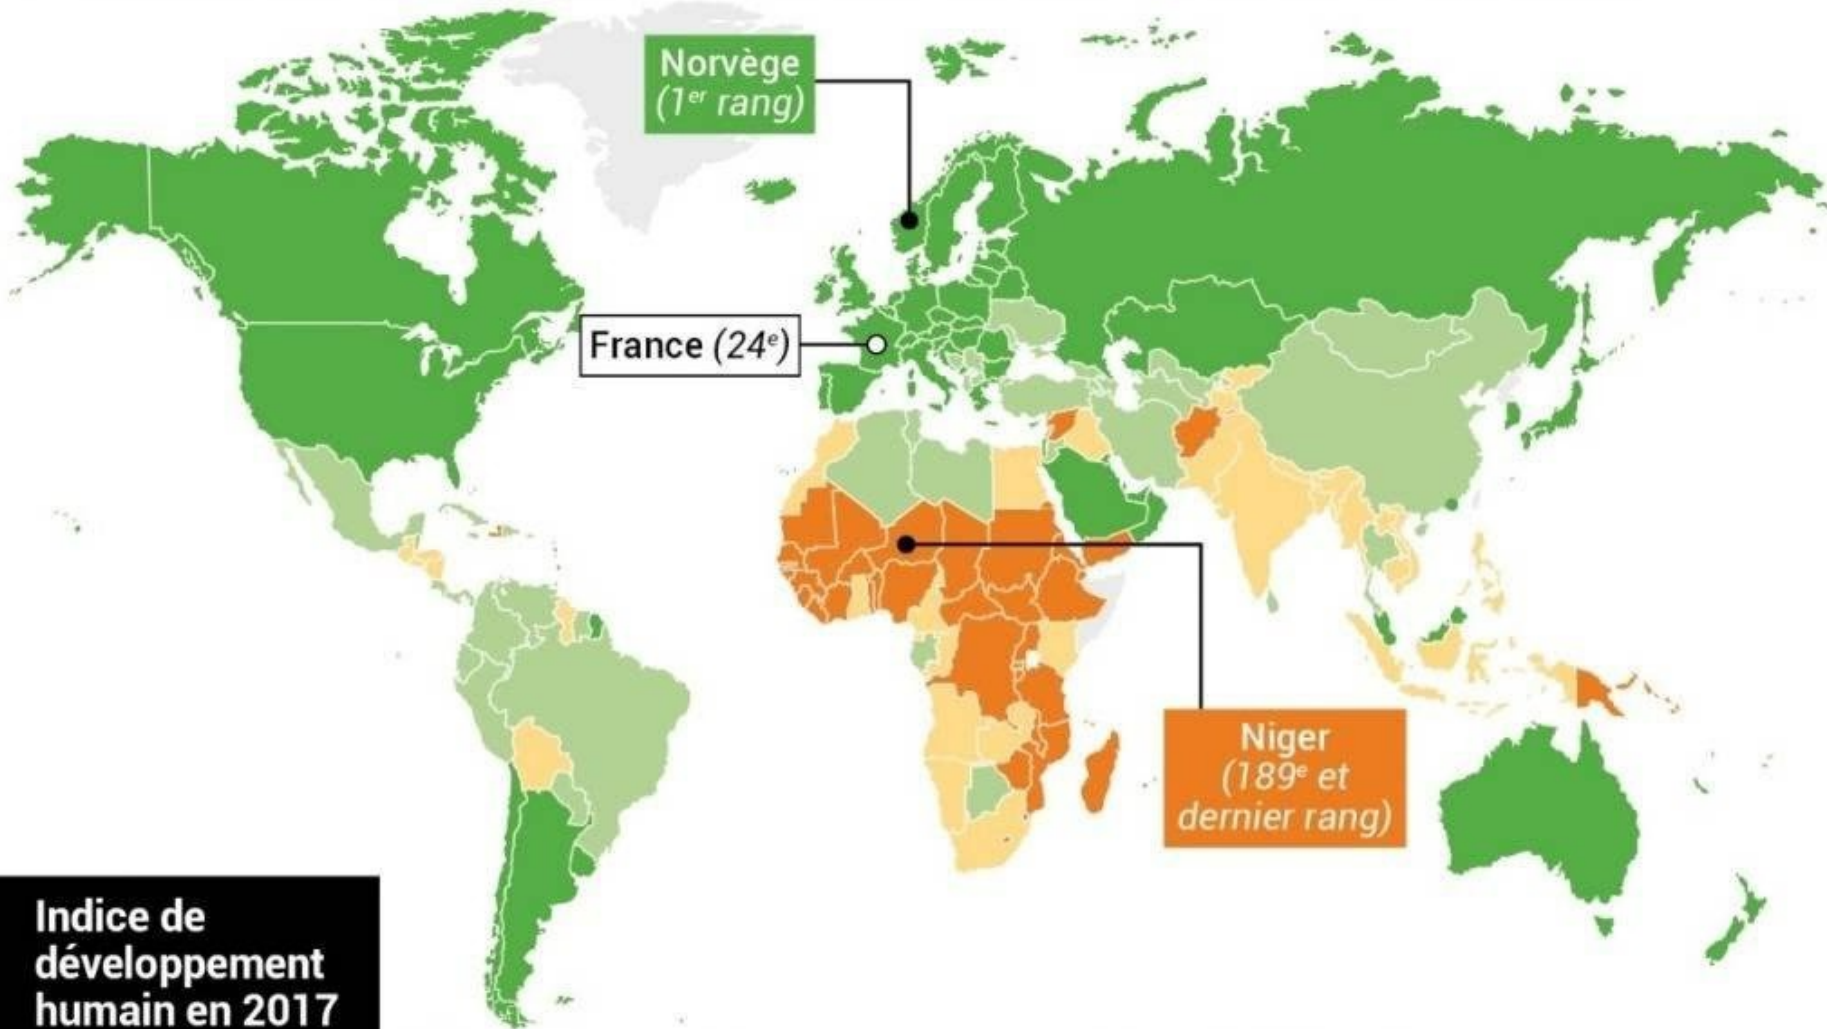 Norvège
(1er rang)
France (24e)
Niger
(189e et
dernier rang)
Indice de
développement
humain en 2017